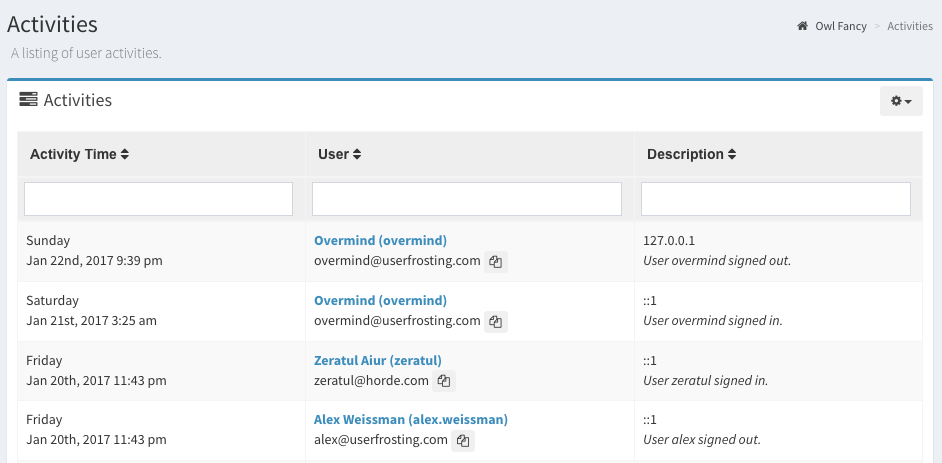 Activities
Owl Fancy > Activities
A listing of user activities.
Activities
Activity Time User Description
Sunday
Jan 22nd, 2017 9:39 pm
Overmind (overmind)
overmind@userfrosting.com
127.0.0.1
User overmind signed out.
Saturday
Jan 21st, 2017 3:25 am
Overmind (overmind)
overmind@userfrosting.com
::1
User overmind signed in.
Friday
Jan 20th, 2017 11:43 pm
Zeratul Aiur (zeratul)
zeratul@horde.com
::1
User zeratul signed in.
Friday
Jan 20th, 2017 11:43 pm
Alex Weissman (alex.weissman)
alex@userfrosting.com
::1
User alex signed out.